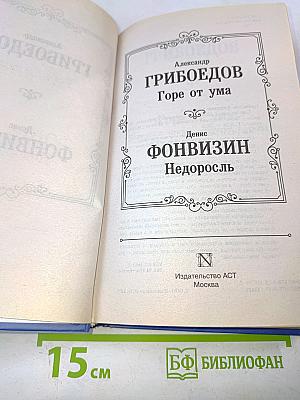 Александр
ГРИБОЕДОВ
Горе от ума
Денис
ФОНВИЗИН
Недоросль
N
Издательство АСТ
Москва
15 см
БФ БИБЛИОФАН